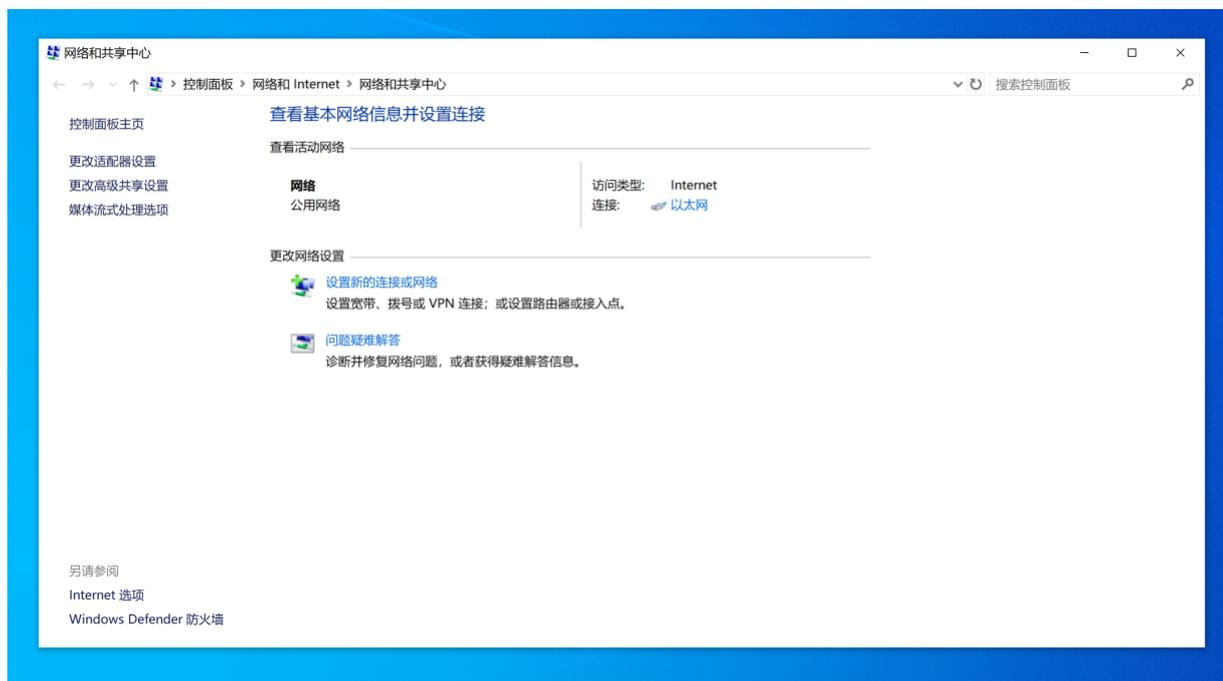 网络和共享中心
控制面板 > 网络和 Internet > 网络和共享中心
搜索控制面板
控制面板主页
更改适配器设置
更改高级共享设置
媒体流式处理选项
查看基本网络信息并设置连接
查看活动网络
网络
公用网络
访问类型: Internet
连接: 以太网
更改网络设置
设置新的连接或网络
设置宽带、拨号或 VPN 连接；或设置路由器或接入点。
问题疑难解答
诊断并修复网络问题，或者获得疑难解答信息。
另请参阅
Internet 选项
Windows Defender 防火墙